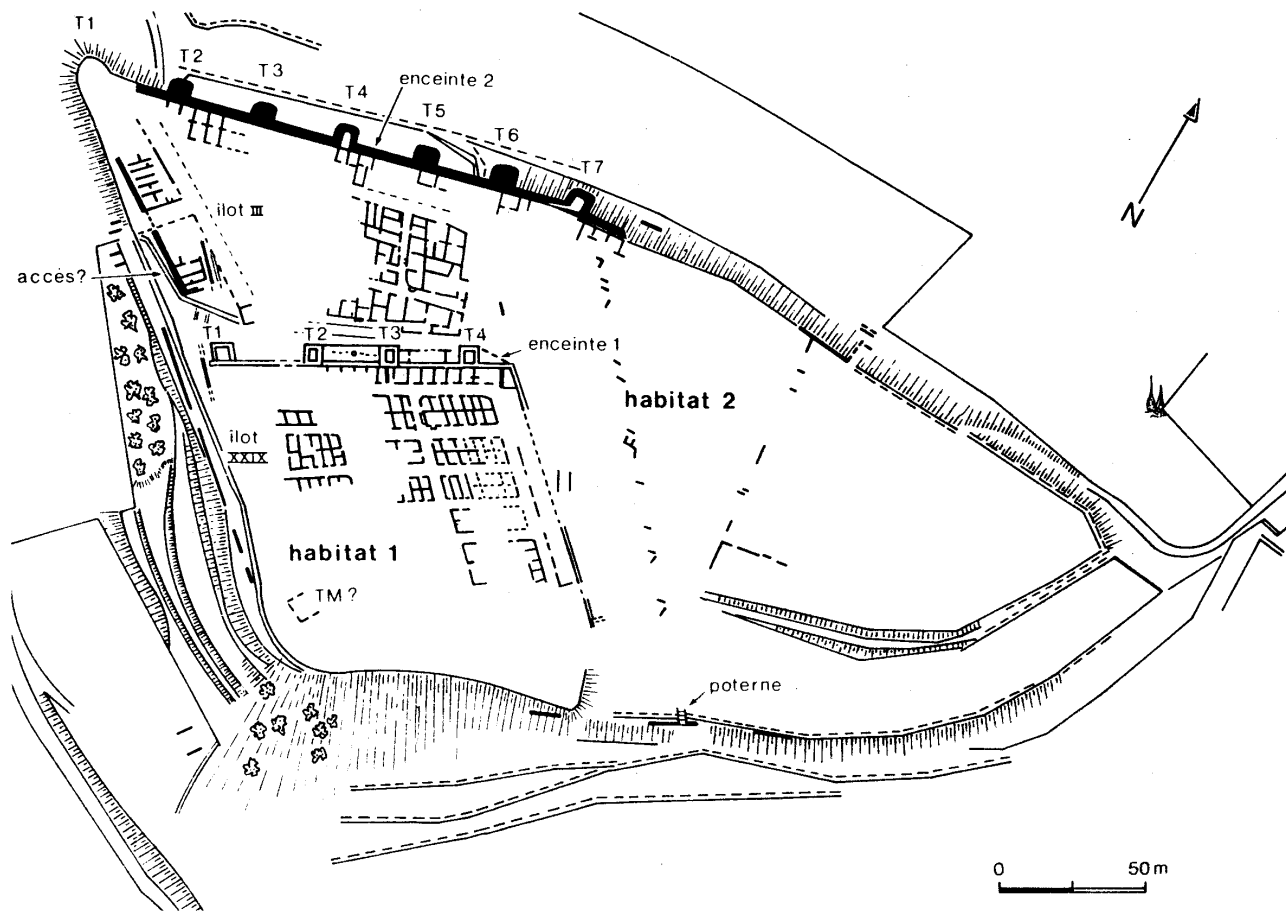 T1
T2
T3
T4
enceinte 2
T5
T6
T7
N
ilot III
accès?
T1
T2
T3
T4
enceinte 1
habitat 2
ilot
XXIX
habitat 1
TM?
poterne
0 50m